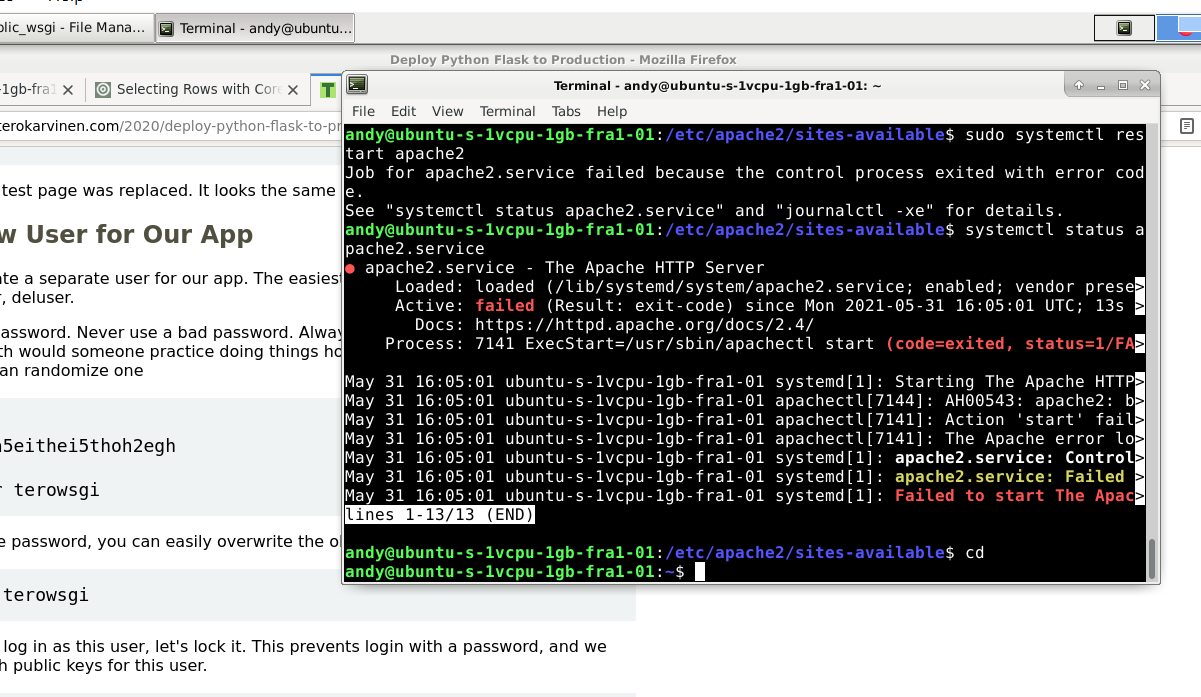 Help
blic_wsgi - File Mana...
Terminal - andy@ubuntu...
Deploy Python Flask to Production - Mozilla Firefox
-1gb-fra1
Selecting Rows with Core
T
terokarvinen.com/2020/deploy-python-flask-to-pr
test page was replaced. It looks the same
w User for Our App
ate a separate user for our app. The easiest
, deluser.
assword. Never use a bad password. Alway
th would someone practice doing things ho
an randomize one
a5eithei5thoh2egh
r terowsgi
e password, you can easily overwrite the ol
terowsgi
log in as this user, let's lock it. This prevents login with a password, and we
h public keys for this user.
Terminal - andy@ubuntu-s-1vcpu-1gb-fra1-01: ~
File Edit View Terminal Tabs Help
andy@ubuntu-s-1vcpu-1gb-fra1-01:/etc/apache2/sites-available$ sudo systemctl res
tart apache2
Job for apache2.service failed because the control process exited with error cod
e.
See "systemctl status apache2.service" and "journalctl -xe" for details.
andy@ubuntu-s-1vcpu-1gb-fra1-01:/etc/apache2/sites-available$ systemctl status a
pache2.service
● apache2.service - The Apache HTTP Server
Loaded: loaded (/lib/systemd/system/apache2.service; enabled; vendor prese>
Active: failed (Result: exit-code) since Mon 2021-05-31 16:05:01 UTC; 13s >
Docs: https://httpd.apache.org/docs/2.4/
Process: 7141 ExecStart=/usr/sbin/apachectl start (code=exited, status=1/FA>
May 31 16:05:01 ubuntu-s-1vcpu-1gb-fra1-01 systemd[1]: Starting The Apache HTTP>
May 31 16:05:01 ubuntu-s-1vcpu-1gb-fra1-01 apachectl[7144]: AH00543: apache2: b>
May 31 16:05:01 ubuntu-s-1vcpu-1gb-fra1-01 apachectl[7141]: Action 'start' fail>
May 31 16:05:01 ubuntu-s-1vcpu-1gb-fra1-01 apachectl[7141]: The Apache error lo>
May 31 16:05:01 ubuntu-s-1vcpu-1gb-fra1-01 systemd[1]: apache2.service: Control>
May 31 16:05:01 ubuntu-s-1vcpu-1gb-fra1-01 systemd[1]: apache2.service: Failed >
May 31 16:05:01 ubuntu-s-1vcpu-1gb-fra1-01 systemd[1]: Failed to start The Apac>
lines 1-13/13 (END)
andy@ubuntu-s-1vcpu-1gb-fra1-01:/etc/apache2/sites-available$ cd
andy@ubuntu-s-1vcpu-1gb-fra1-01:~$